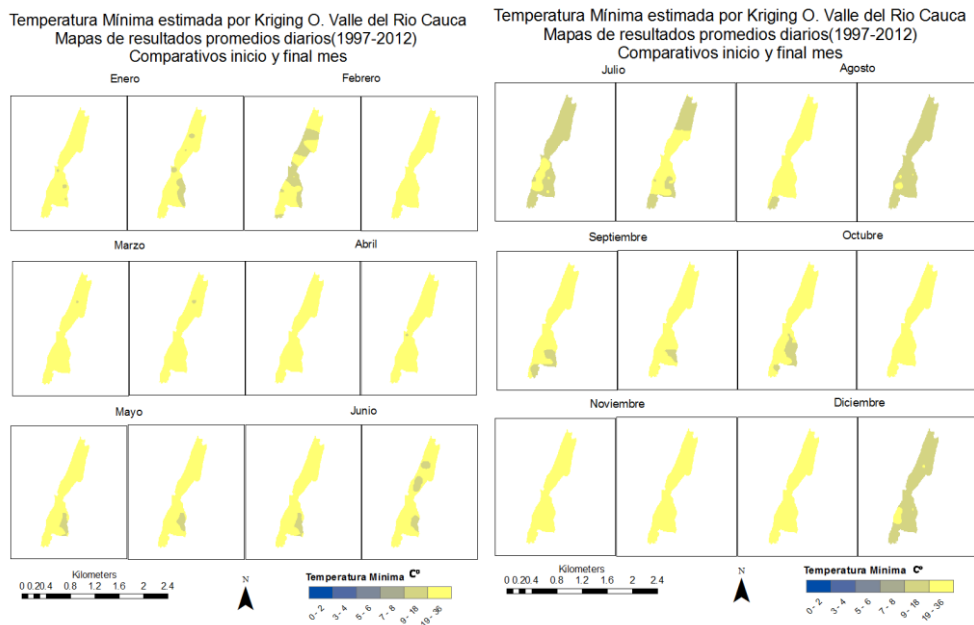 Temperatura Mínima estimada por Kriging O. Valle del Rio Cauca
Mapas de resultados promedios diarios(1997-2012)
Comparativos inicio y final mes
Enero
Febrero
Marzo
Abril
Mayo
Junio
Kilometers
0 0.20.4 0.8 1.2 1.6 2 2.4
N
Temperatura Minima Cº
0 - 2
3 - 4
5 - 6
7 - 8
9 - 18
19 - 36
Temperatura Mínima estimada por Kriging O. Valle del Rio Cauca
Mapas de resultados promedios diarios(1997-2012)
Comparativos inicio y final mes
Julio
Agosto
Septiembre
Octubre
Noviembre
Diciembre
Kilometers
0 0.20.4 0.8 1.2 1.6 2 2.4
N
Temperatura Minima Cº
0 - 2
3 - 4
5 - 6
7 - 8
9 - 18
19 - 36